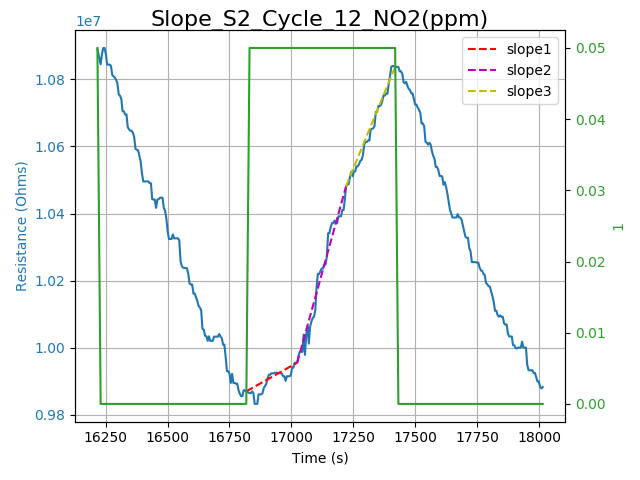 Slope_S2_Cycle_12_NO2(ppm)
1e7
slope1
slope2
slope3
1.08
1.06
1.04
1.02
1.00
0.98
Resistance (Ohms)
0.05
0.04
0.03
0.02
0.01
0.00
1
16250 16500 16750 17000 17250 17500 17750 18000
Time (s)